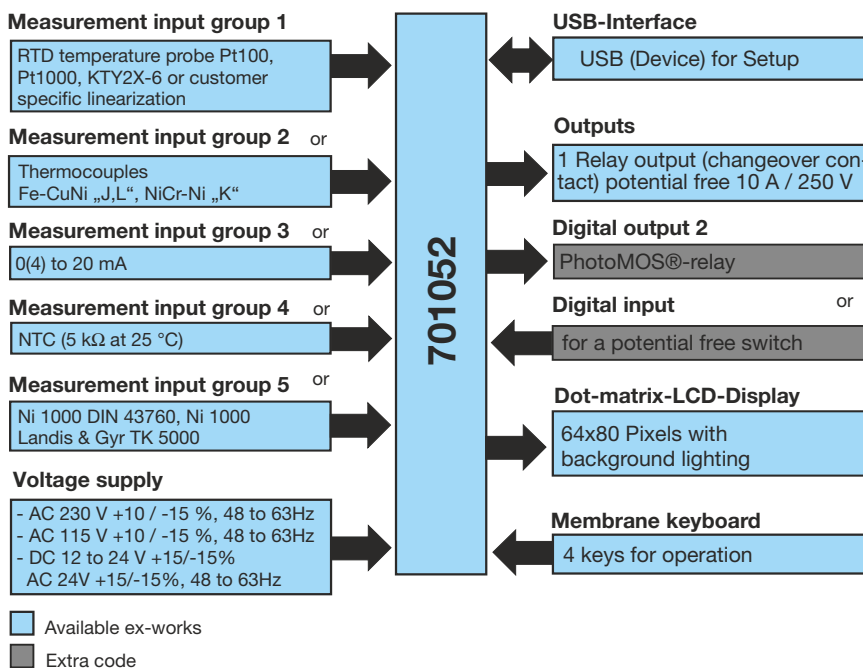 Measurement input group 1
RTD temperature probe Pt100,
Pt1000, KTY2X-6 or customer
specific linearization
Measurement input group 2 or
Thermocouples
Fe-CuNi „J,L“, NiCr-Ni „K“
Measurement input group 3 or
0(4) to 20 mA
Measurement input group 4 or
NTC (5 kΩ at 25 °C)
Measurement input group 5 or
Ni 1000 DIN 43760, Ni 1000
Landis & Gyr TK 5000
Voltage supply
- AC 230 V +10 / -15 %, 48 to 63Hz
- AC 115 V +10 / -15 %, 48 to 63Hz
- DC 12 to 24 V +15/-15%
AC 24V +15/-15%, 48 to 63Hz
701052
USB-Interface
USB (Device) for Setup
Outputs
1 Relay output (changeover con-
tact) potential free 10 A / 250 V
Digital output 2
PhotoMOS®-relay
Digital input or
for a potential free switch
Dot-matrix-LCD-Display
64x80 Pixels with
background lighting
Membrane keyboard
4 keys for operation
Available ex-works
Extra code